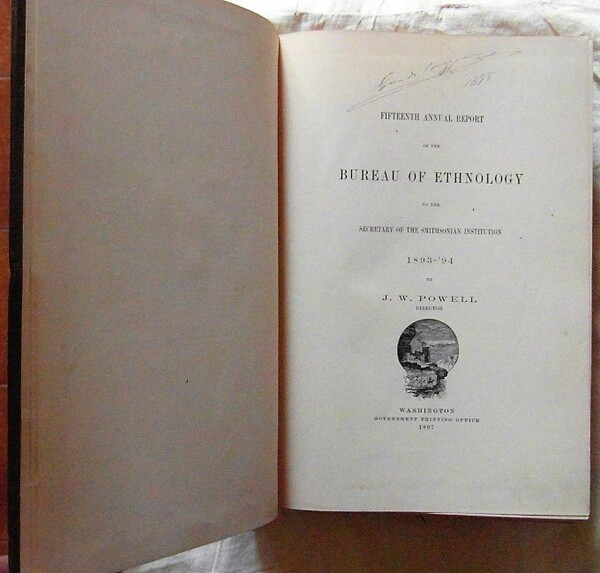 1898
FIFTEENTH ANNUAL REPORT
OF THE
BUREAU OF ETHNOLOGY
TO THE
SECRETARY OF THE SMITHSONIAN INSTITUTION
1893-'94
BY
J. W. POWELL
DIRECTOR
WASHINGTON
GOVERNMENT PRINTING OFFICE
1897